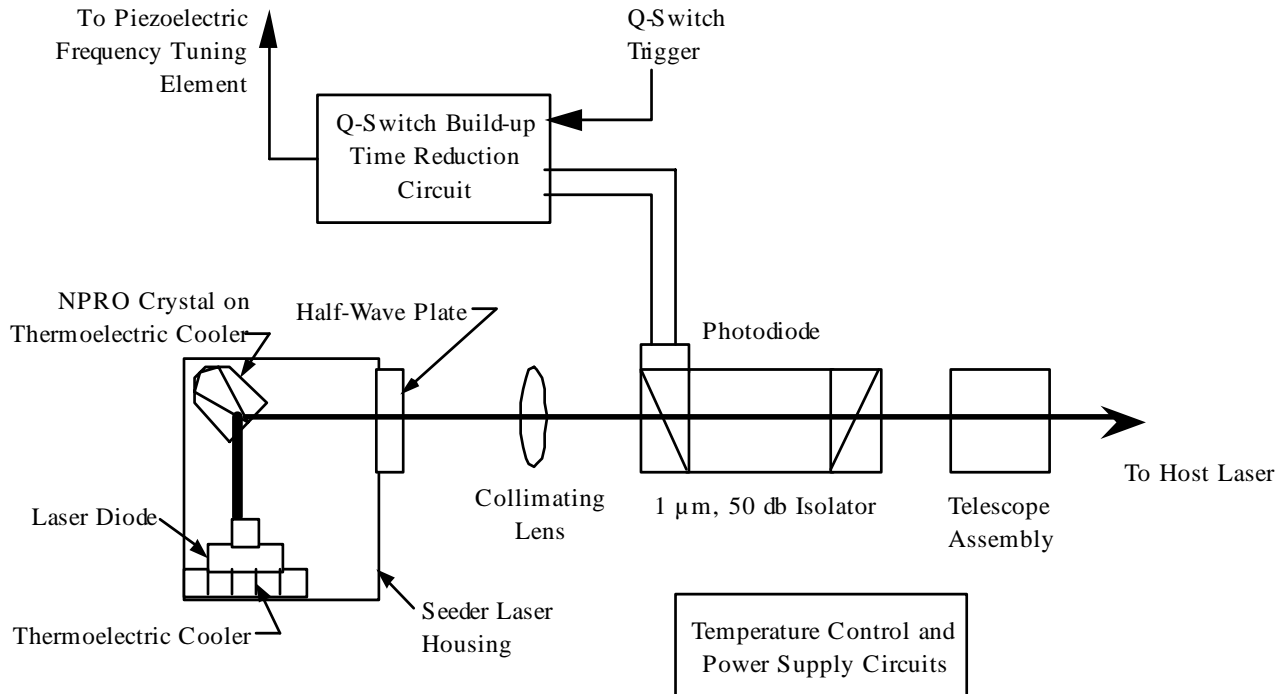 To Piezoelectric
Frequency Tuning
Element
Q-Switch
Trigger
Q-Switch Build-up
Time Reduction
Circuit
NPRO Crystal on
Thermoelectric Cooler
Half-Wave Plate
Photodiode
To Host Laser
Collimating
Lens
1 µm, 50 db Isolator
Telescope
Assembly
Laser Diode
Thermoelectric Cooler
Seeder Laser
Housing
Temperature Control and
Power Supply Circuits